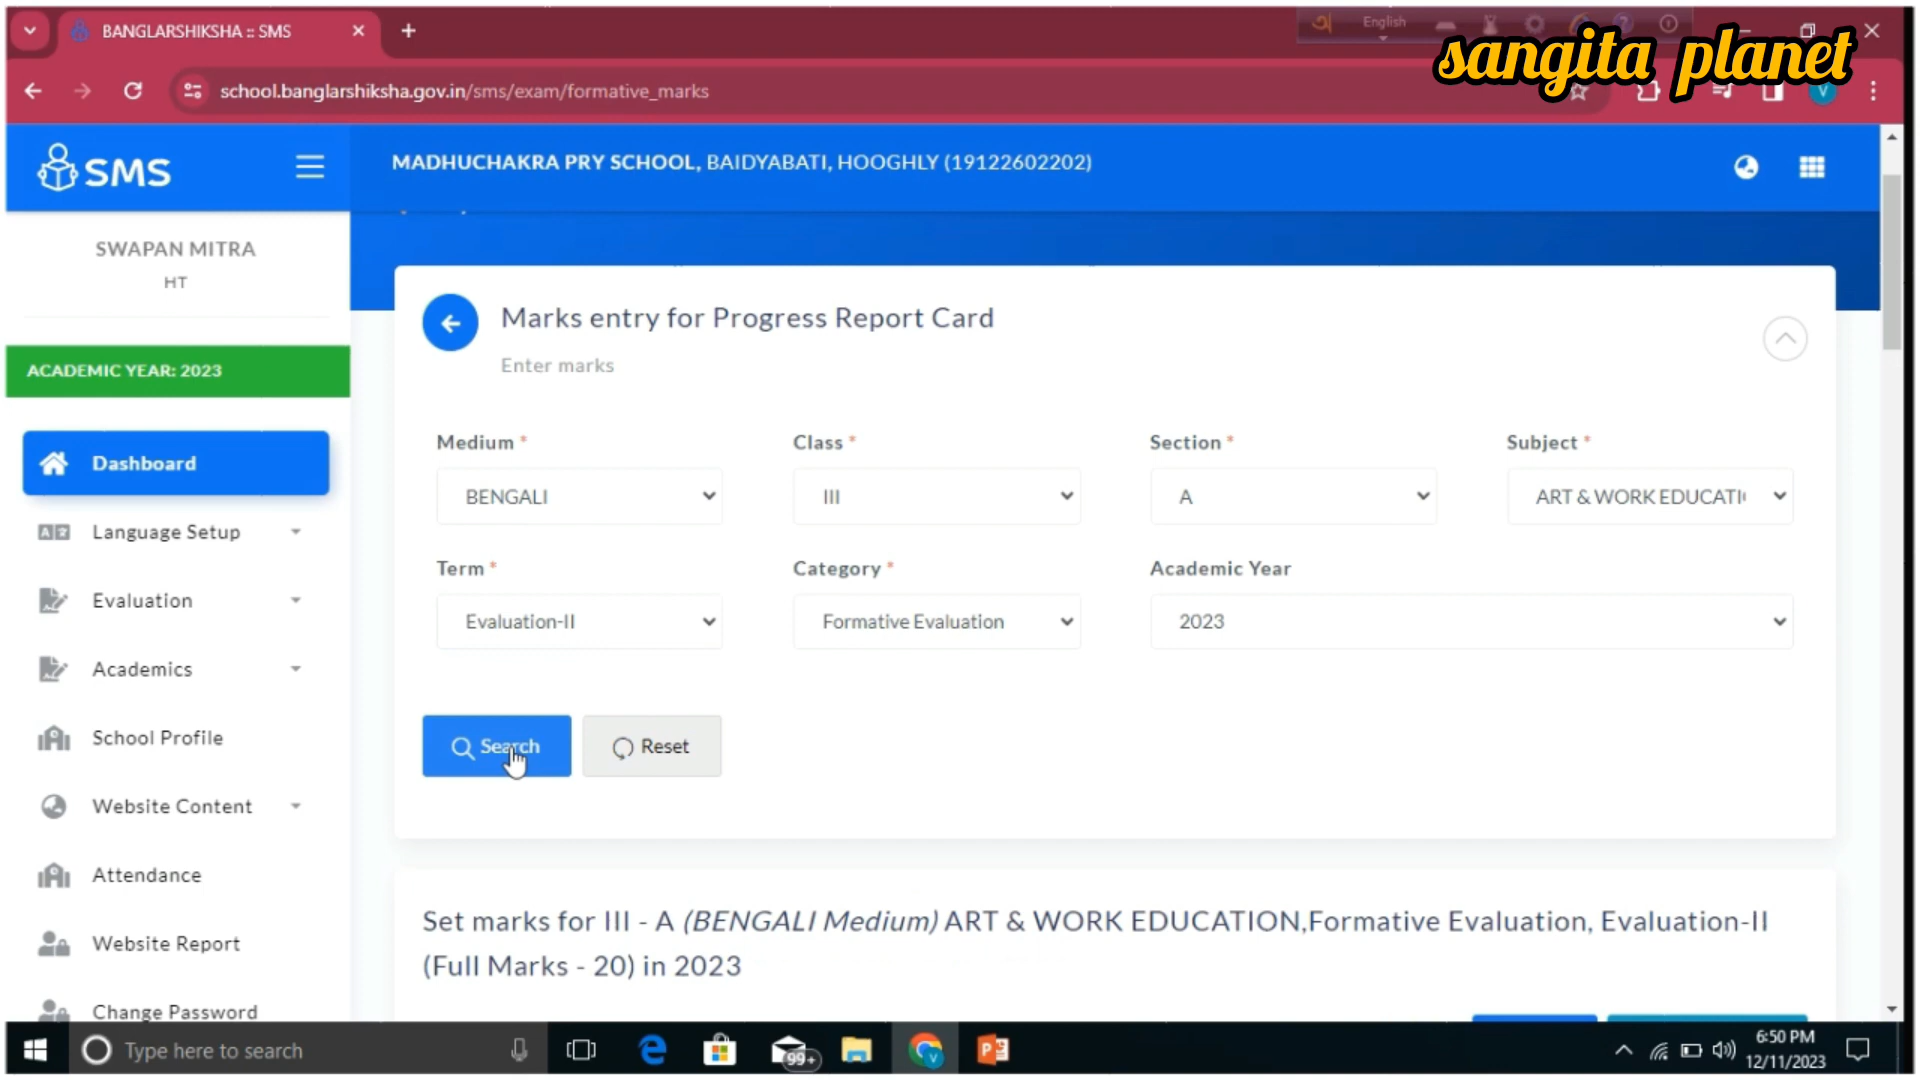 BANGLARSHIKSHA :: SMS
English
sangita planet
school.banglarshiksha.gov.in/sms/exam/formative_marks
V
SMS
MADHUCHAKRA PRY SCHOOL, BAIDYABATI, HOOGHLY (19122602202)
SWAPAN MITRA
HT
ACADEMIC YEAR: 2023
Dashboard
Language Setup
Evaluation
Academics
School Profile
Website Content
Attendance
Website Report
Change Password
Marks entry for Progress Report Card
Enter marks
Medium * Class * Section * Subject *
BENGALI III A ART & WORK EDUCATI
Term * Category * Academic Year
Evaluation-II Formative Evaluation 2023
Search Reset
Set marks for III - A (BENGALI Medium) ART & WORK EDUCATION,Formative Evaluation, Evaluation-II
(Full Marks - 20) in 2023
Type here to search
99+
6:50 PM
12/11/2023